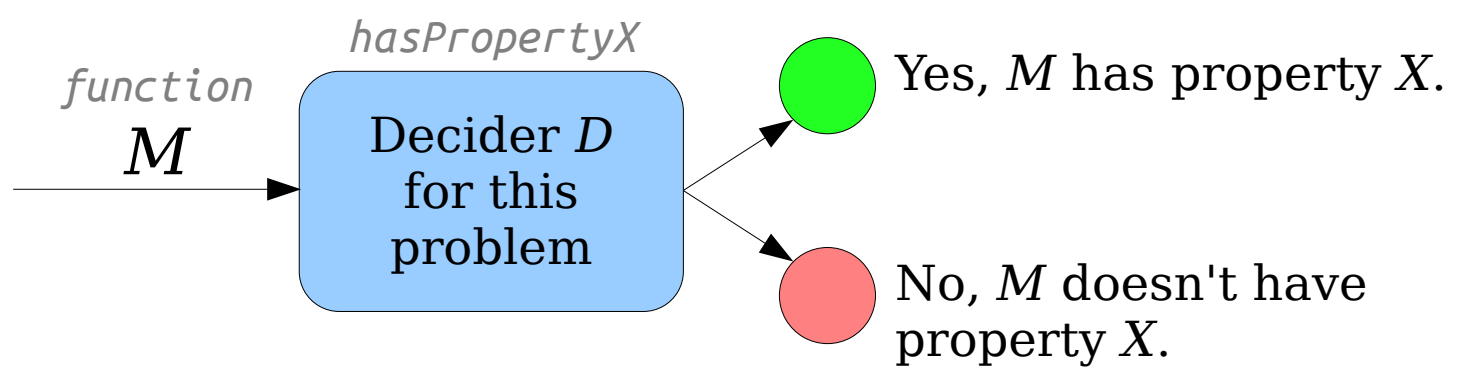 hasPropertyX
function
M
Decider D
for this
problem
Yes, M has property X.
No, M doesn't have
property X.